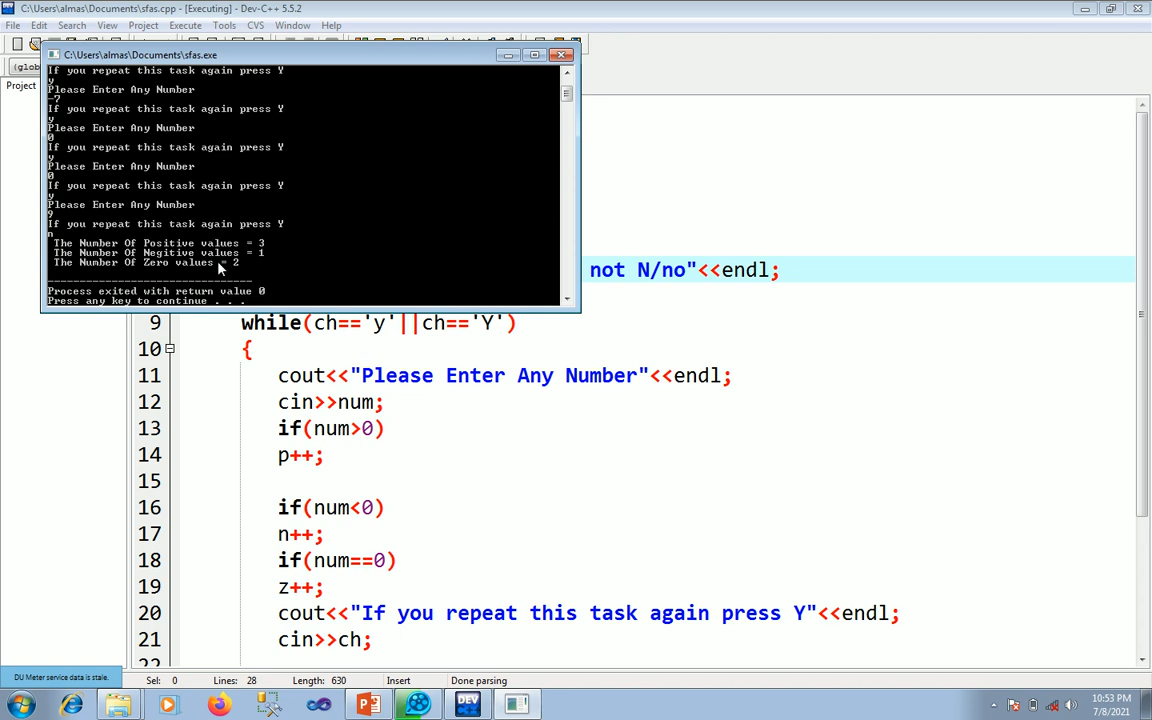 C:\Users\almas\Documents\sfas.cpp - [Executing] - Dev-C++ 5.5.2
File Edit Search View Project Execute Tools CVS Window Help
C:\Users\almas\Documents\sfas.exe
(glob
Project
If you repeat this task again press Y
y
Please Enter Any Number
-7
If you repeat this task again press Y
y
Please Enter Any Number
0
If you repeat this task again press Y
y
Please Enter Any Number
0
If you repeat this task again press Y
y
Please Enter Any Number
9
If you repeat this task again press Y
n
The Number Of Positive values = 3
The Number Of Negitive values = 1
The Number Of Zero values = 2
--------------------------------
Process exited with return value 0
Press any key to continue . . .
not N/no"<<endl;
9 while(ch=='y'||ch=='Y')
10 {
11 cout<<"Please Enter Any Number"<<endl;
12 cin>>num;
13 if(num>0)
14 p++;
15
16 if(num<0)
17 n++;
18 if(num==0)
19 z++;
20 cout<<"If you repeat this task again press Y"<<endl;
21 cin>>ch;
22
DU Meter service data is stale.
Sel: 0 Lines: 28 Length: 630 Insert Done parsing
DEV
10:53 PM
7/8/2021